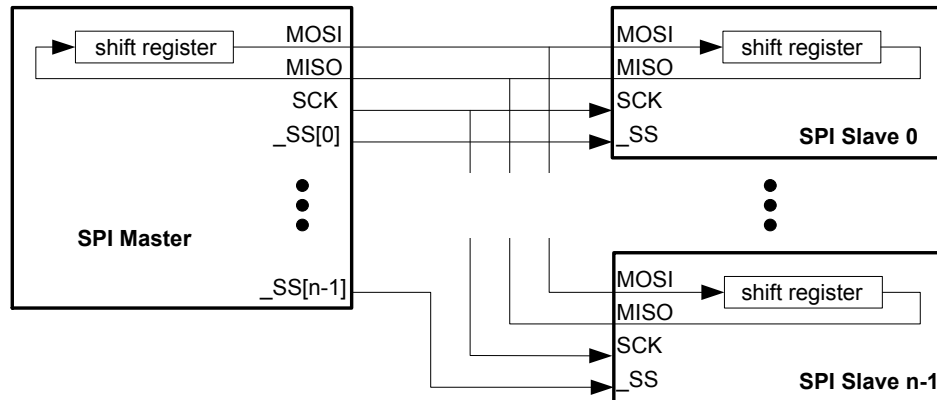 shift register
MOSI
MISO
SCK
_SS[0]
SPI Master
_SS[n-1]
MOSI
shift register
MISO
SCK
_SS
SPI Slave 0
MOSI
shift register
MISO
SCK
_SS
SPI Slave n-1